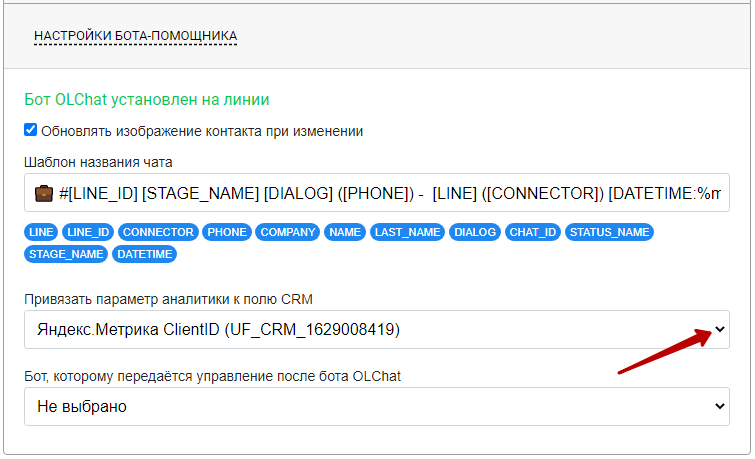 НАСТРОЙКИ БОТА-ПОМОЩНИКА
Бот OLChat установлен на линии
Обновлять изображение контакта при изменении
Шаблон названия чата
💼 #[LINE_ID] [STAGE_NAME] [DIALOG] ([PHONE]) - [LINE] ([CONNECTOR]) [DATETIME:%m
LINE LINE_ID CONNECTOR PHONE COMPANY NAME LAST_NAME DIALOG CHAT_ID STATUS_NAME
STAGE_NAME DATETIME
Привязать параметр аналитики к полю CRM
Яндекс.Метрика ClientID (UF_CRM_1629008419)
Бот, которому передаётся управление после бота OLChat
Не выбрано